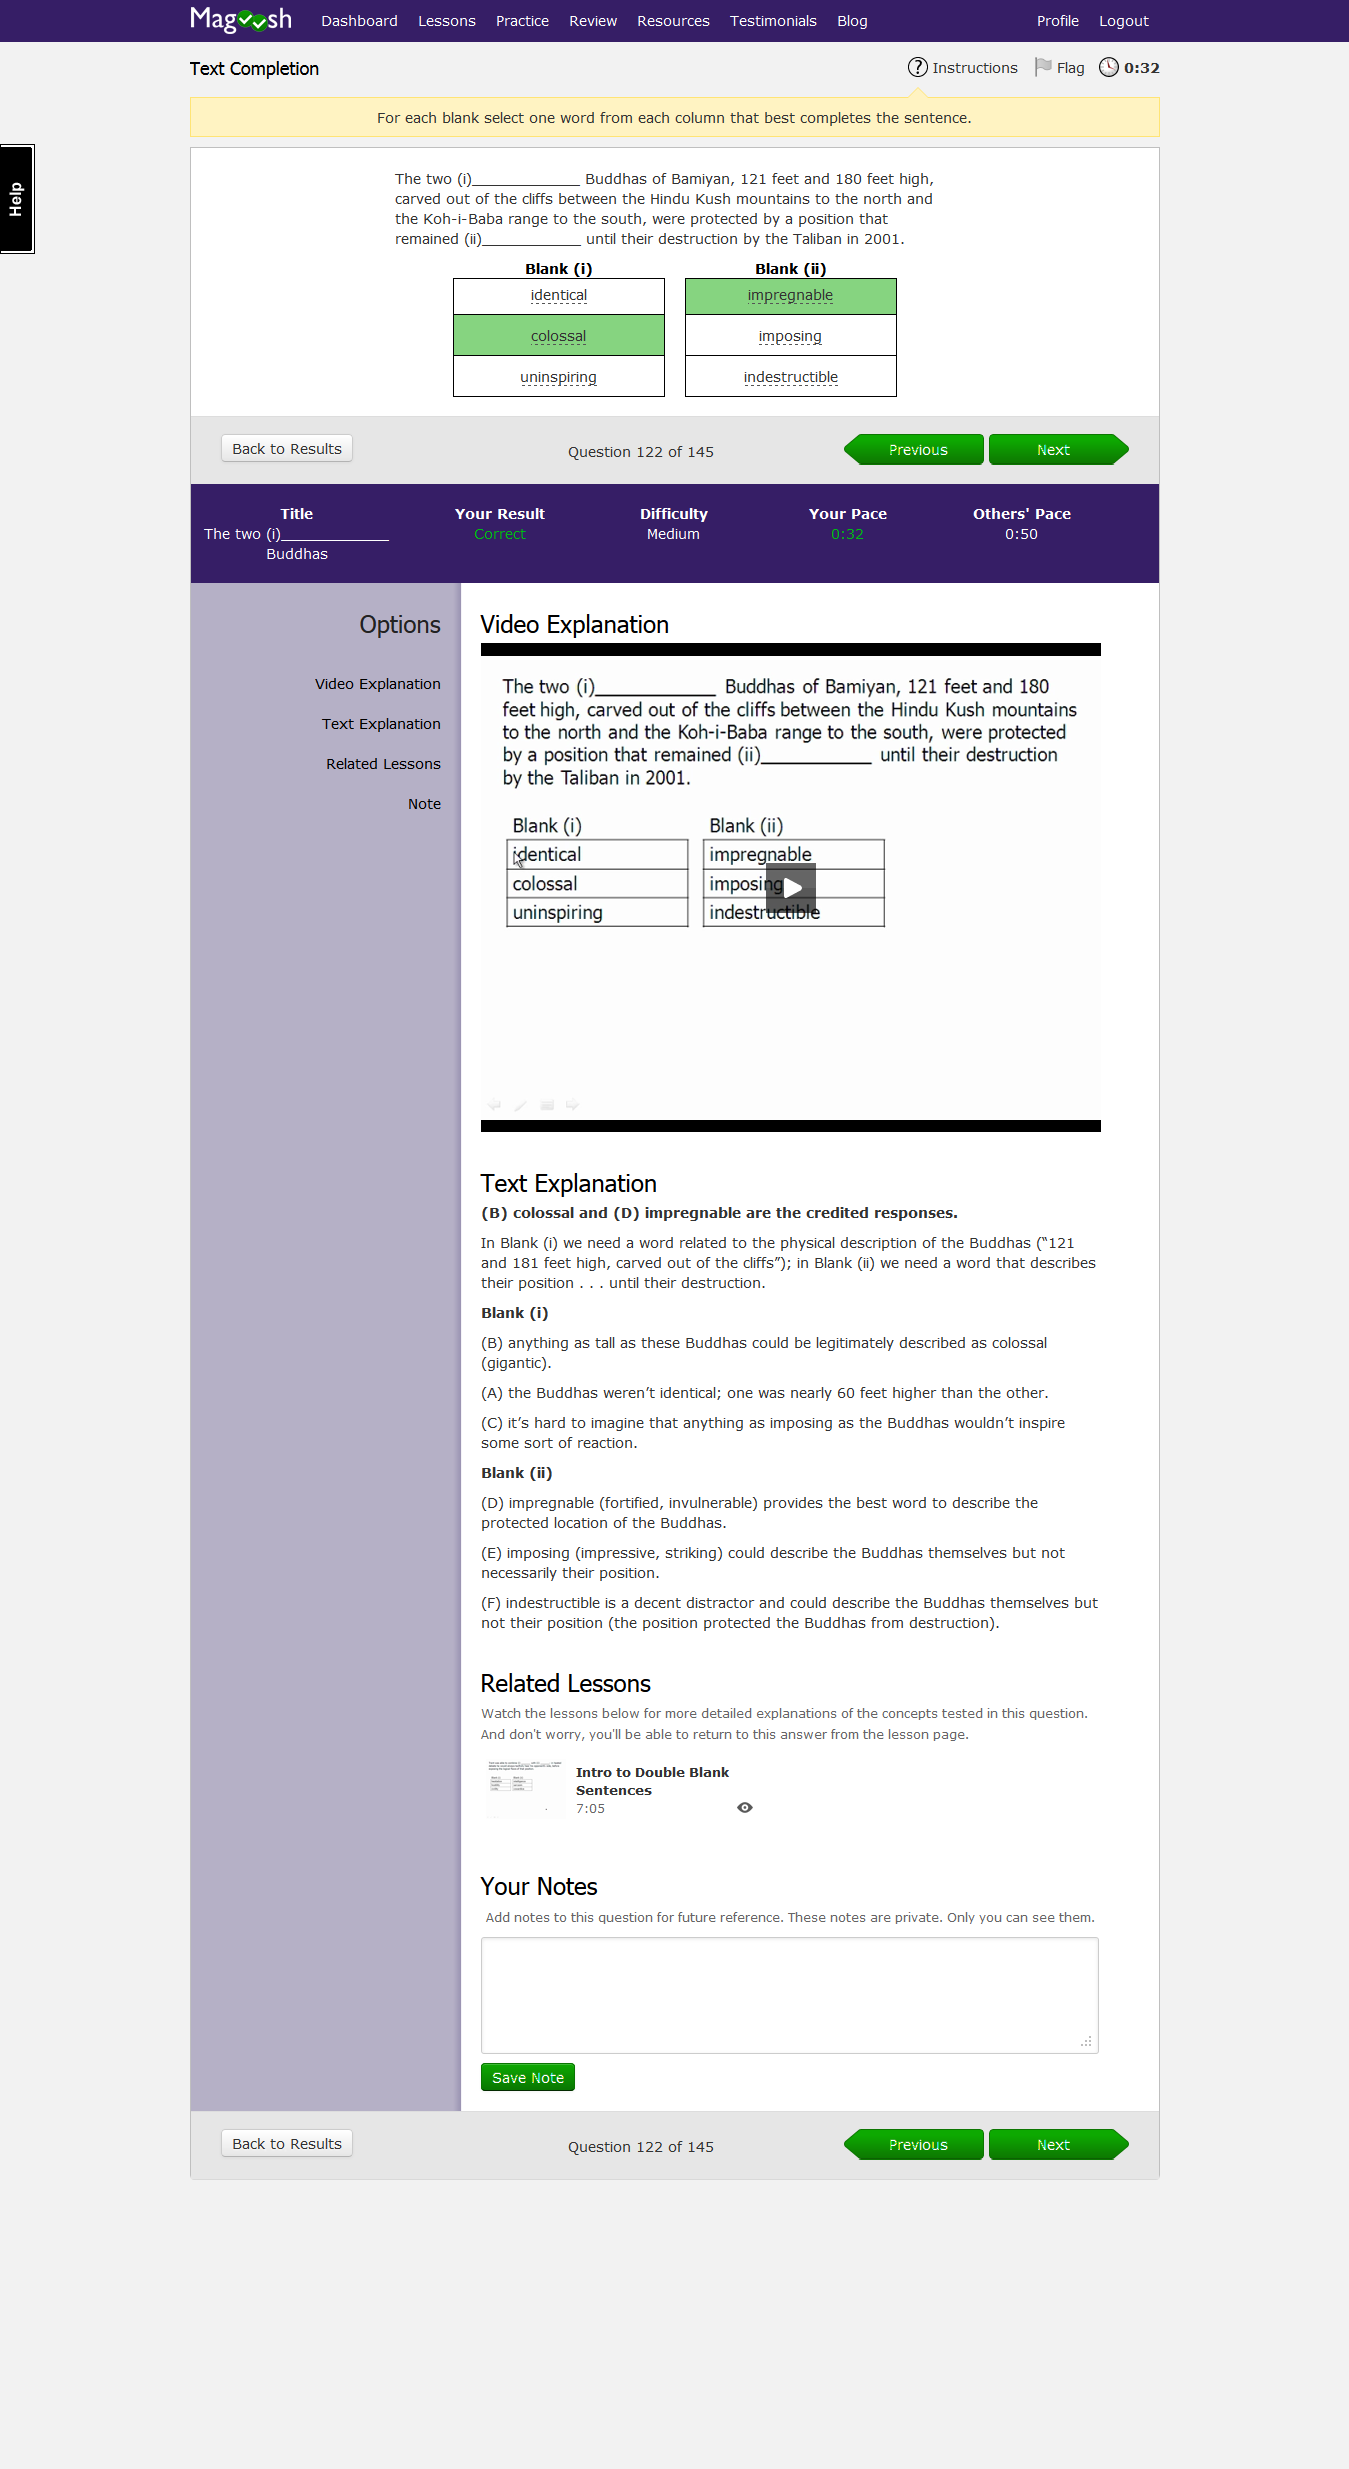 Magoosh Dashboard Lessons Practice Review Resources Testimonials Blog Profile Logout
Text Completion
? Instructions Flag 0:32
For each blank select one word from each column that best completes the sentence.
Help
The two (i)____________ Buddhas of Bamiyan, 121 feet and 180 feet high,
carved out of the cliffs between the Hindu Kush mountains to the north and
the Koh-i-Baba range to the south, were protected by a position that
remained (ii)___________ until their destruction by the Taliban in 2001.
Blank (i) Blank (ii)
identical impregnable
colossal imposing
uninspiring indestructible
Back to Results Question 122 of 145 Previous Next
Title Your Result Difficulty Your Pace Others' Pace
The two (i)____________ Correct Medium 0:32 0:50
Buddhas
Options
Video Explanation
Text Explanation
Related Lessons
Note
Video Explanation
The two (i)____________ Buddhas of Bamiyan, 121 feet and 180
feet high, carved out of the cliffs between the Hindu Kush mountains
to the north and the Koh-i-Baba range to the south, were protected
by a position that remained (ii)___________ until their destruction
by the Taliban in 2001.
Blank (i) Blank (ii)
identical impregnable
colossal imposing
uninspiring indestructible
Text Explanation
(B) colossal and (D) impregnable are the credited responses.
In Blank (i) we need a word related to the physical description of the Buddhas (“121
and 181 feet high, carved out of the cliffs”); in Blank (ii) we need a word that describes
their position . . . until their destruction.
Blank (i)
(B) anything as tall as these Buddhas could be legitimately described as colossal
(gigantic).
(A) the Buddhas weren’t identical; one was nearly 60 feet higher than the other.
(C) it’s hard to imagine that anything as imposing as the Buddhas wouldn’t inspire
some sort of reaction.
Blank (ii)
(D) impregnable (fortified, invulnerable) provides the best word to describe the
protected location of the Buddhas.
(E) imposing (impressive, striking) could describe the Buddhas themselves but not
necessarily their position.
(F) indestructible is a decent distractor and could describe the Buddhas themselves but
not their position (the position protected the Buddhas from destruction).
Related Lessons
Watch the lessons below for more detailed explanations of the concepts tested in this question.
And don't worry, you'll be able to return to this answer from the lesson page.
Intro to Double Blank
Sentences
7:05
Your Notes
Add notes to this question for future reference. These notes are private. Only you can see them.
Save Note
Back to Results Question 122 of 145 Previous Next